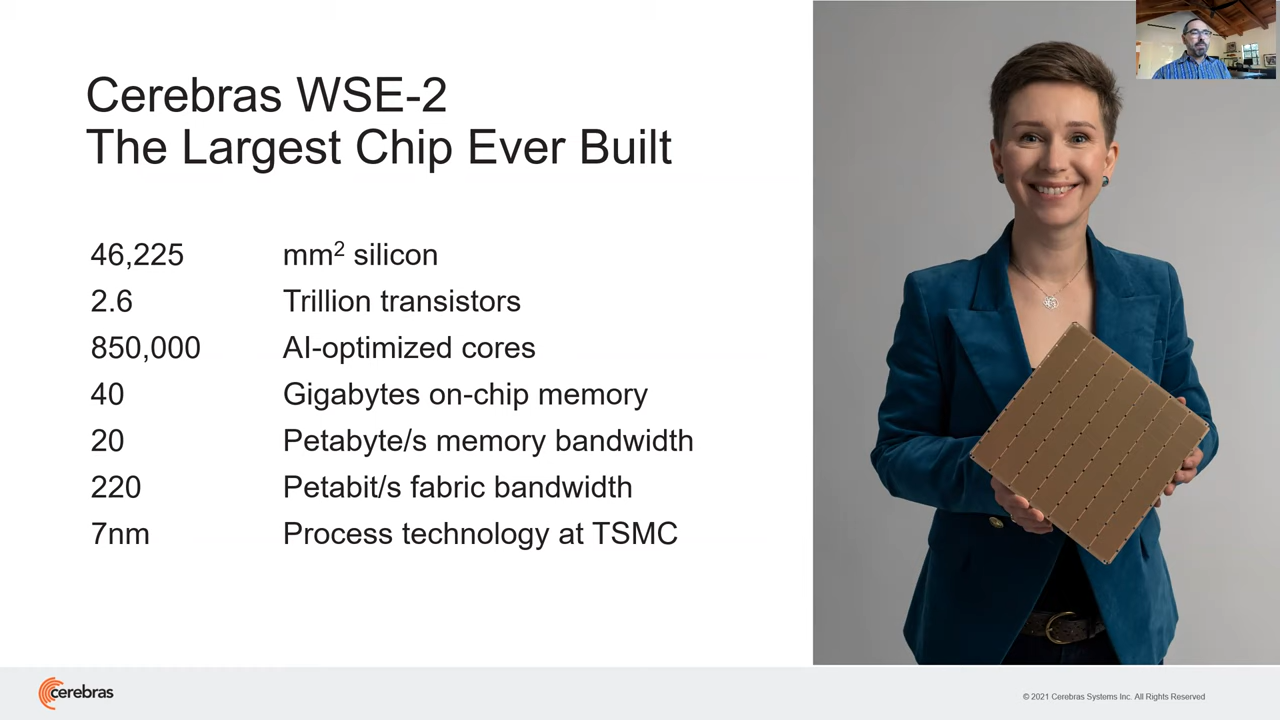 Cerebras WSE-2
The Largest Chip Ever Built
46,225 mm² silicon
2.6 Trillion transistors
850,000 AI-optimized cores
40 Gigabytes on-chip memory
20 Petabyte/s memory bandwidth
220 Petabit/s fabric bandwidth
7nm Process technology at TSMC
cerebras
© 2021 Cerebras Systems Inc. All Rights Reserved